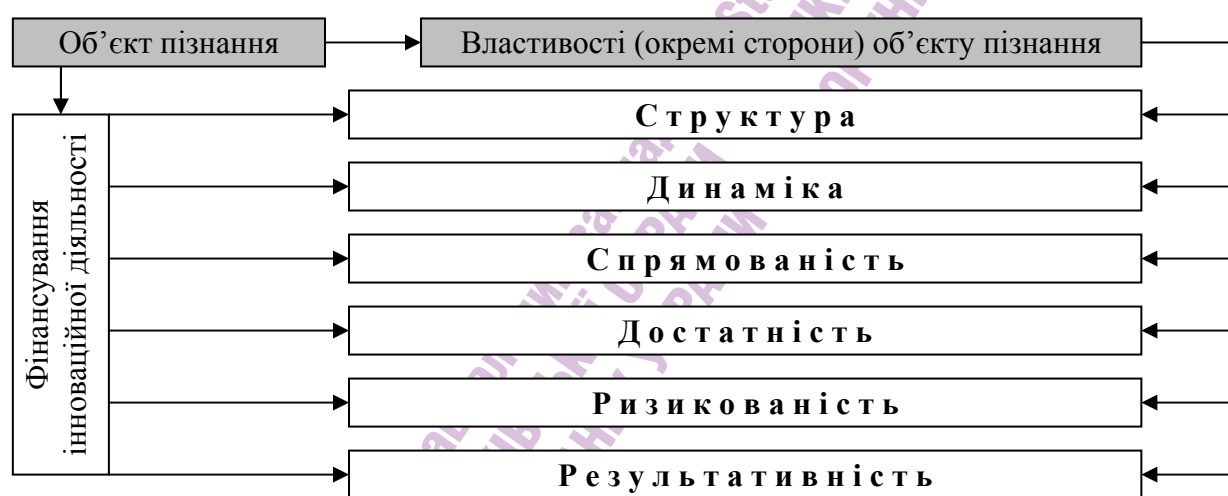 Об’єкт пізнання
Властивості (окремі сторони) об’єкту пізнання
Фінансування
інноваційної діяльності
Структура
Динаміка
Спрямованість
Достатність
Ризикованість
Результативність